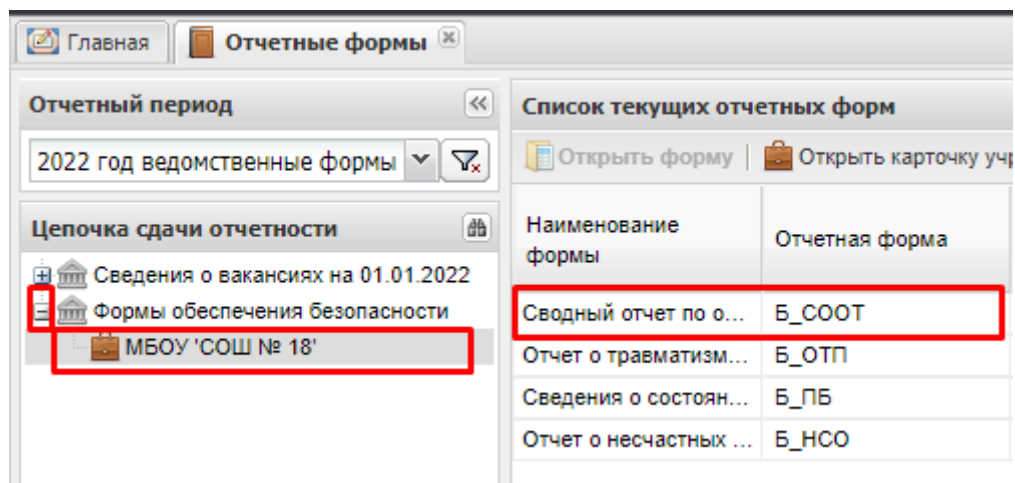 Главная
Отчетные формы
Отчетный период
2022 год ведомственные формы
Цепочка сдачи отчетности
Сведения о вакансиях на 01.01.2022
Формы обеспечения безопасности
МБОУ 'СОШ № 18'
Список текущих отчетных форм
Открыть форму | Открыть карточку учр
Наименование
формы
Отчетная форма
Сводный отчет по о... Б_СООТ
Отчет о травматизм... Б_ОТП
Сведения о состоян... Б_ПБ
Отчет о несчастных ... Б_НСО